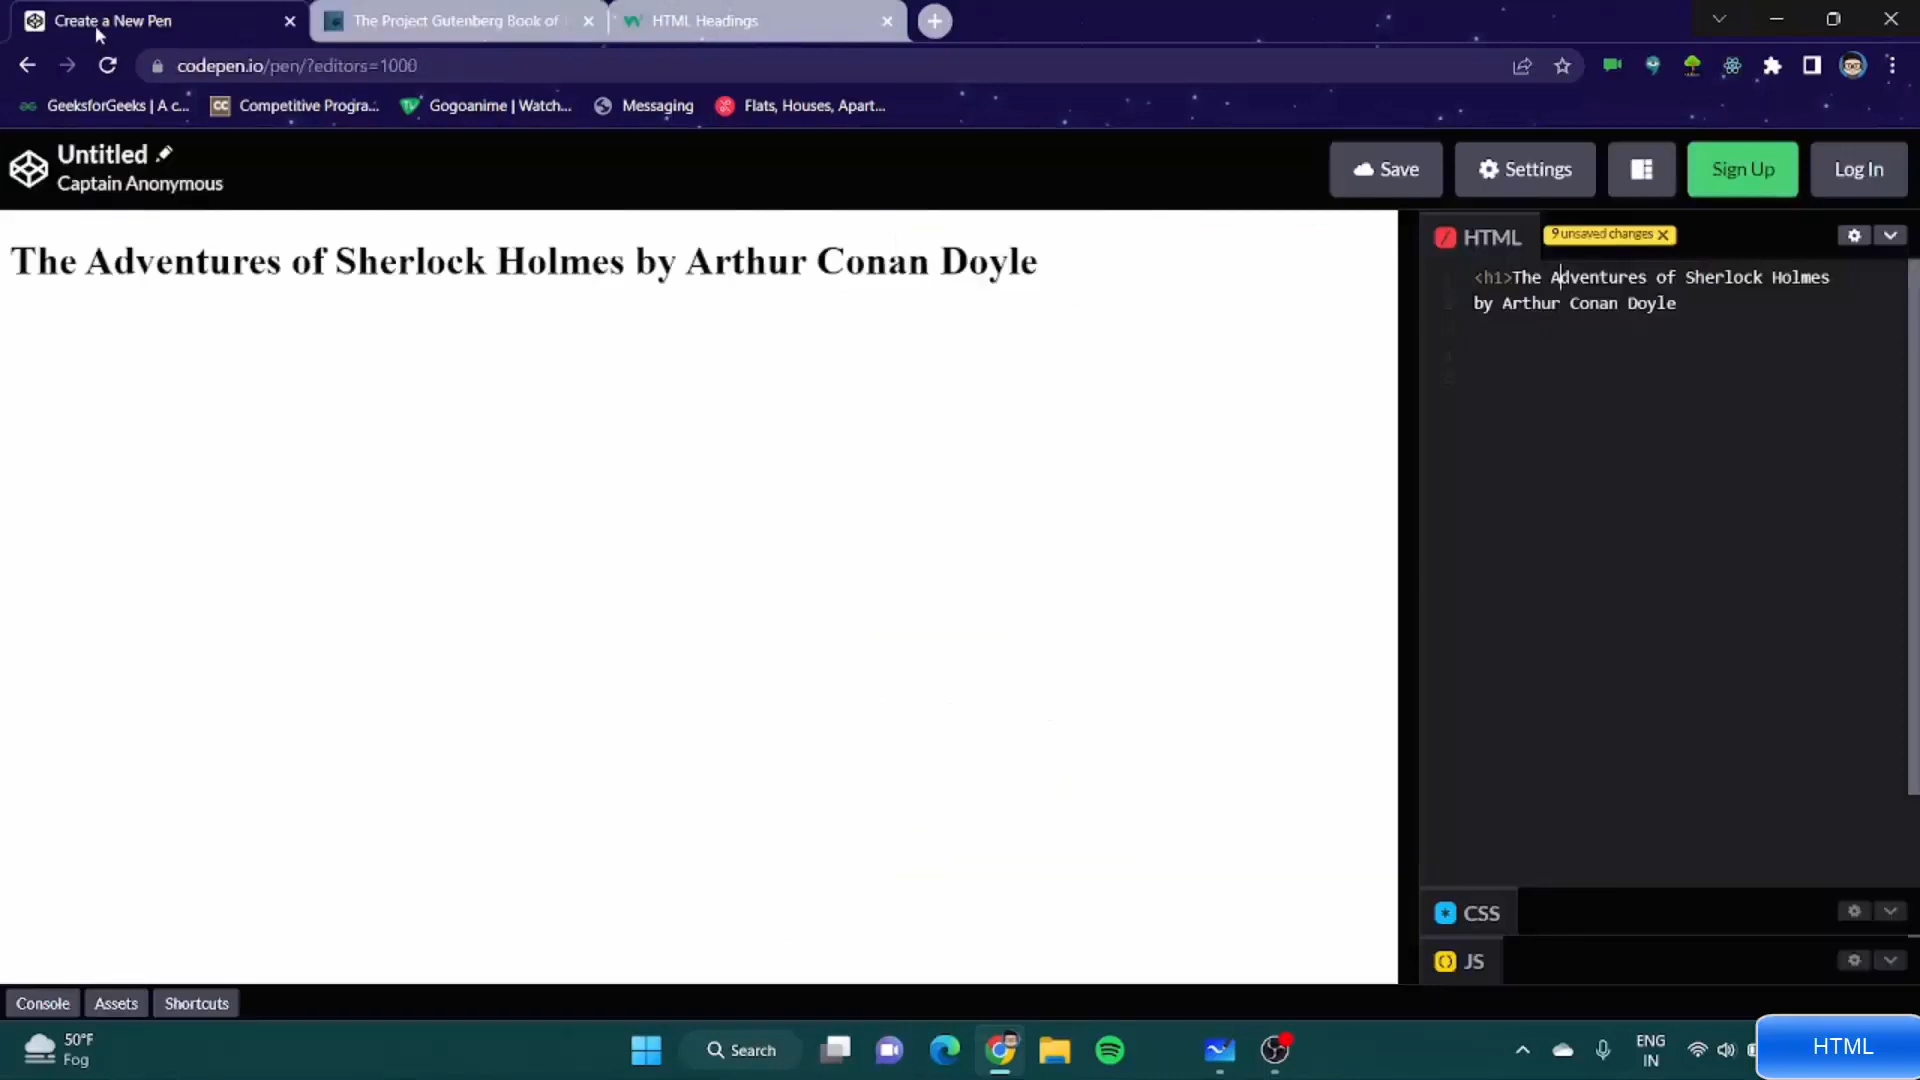 Create a New Pen
The Project Gutenberg Book of
HTML Headings
codepen.io/pen/?editors=1000
GeeksforGeeks | A c...
Competitive Progra...
Gogoanime | Watch...
Messaging
Flats, Houses, Apart...
Untitled
Captain Anonymous
Save
Settings
Sign Up
Log In
The Adventures of Sherlock Holmes by Arthur Conan Doyle
HTML
9 unsaved changes X
<h1>The Adventures of Sherlock Holmes
by Arthur Conan Doyle
CSS
JS
Console
Assets
Shortcuts
50°F
Fog
Search
ENG
IN
HTML